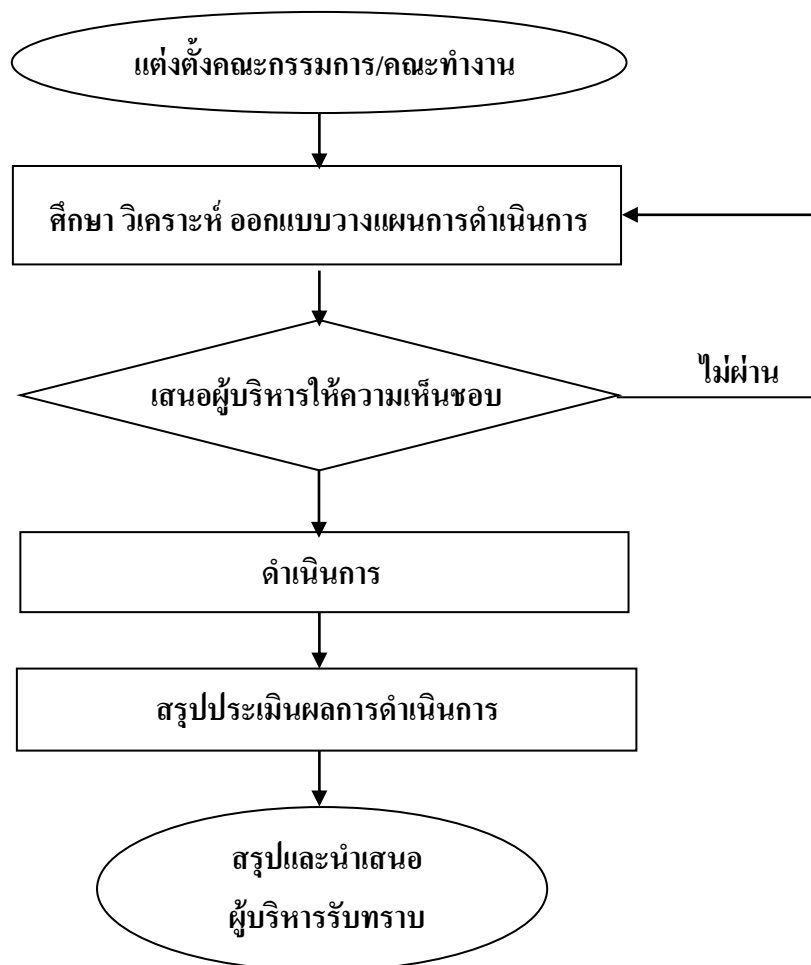 แต่งตั้งคณะกรรมการ/คณะทำงาน
ศึกษา วิเคราะห์ ออกแบบวางแผนการดำเนินการ
เสนอผู้บริหารให้ความเห็นชอบ
ไม่ผ่าน
ดำเนินการ
สรุปประเมินผลการดำเนินการ
สรุปและนำเสนอ
ผู้บริหารรับทราบ